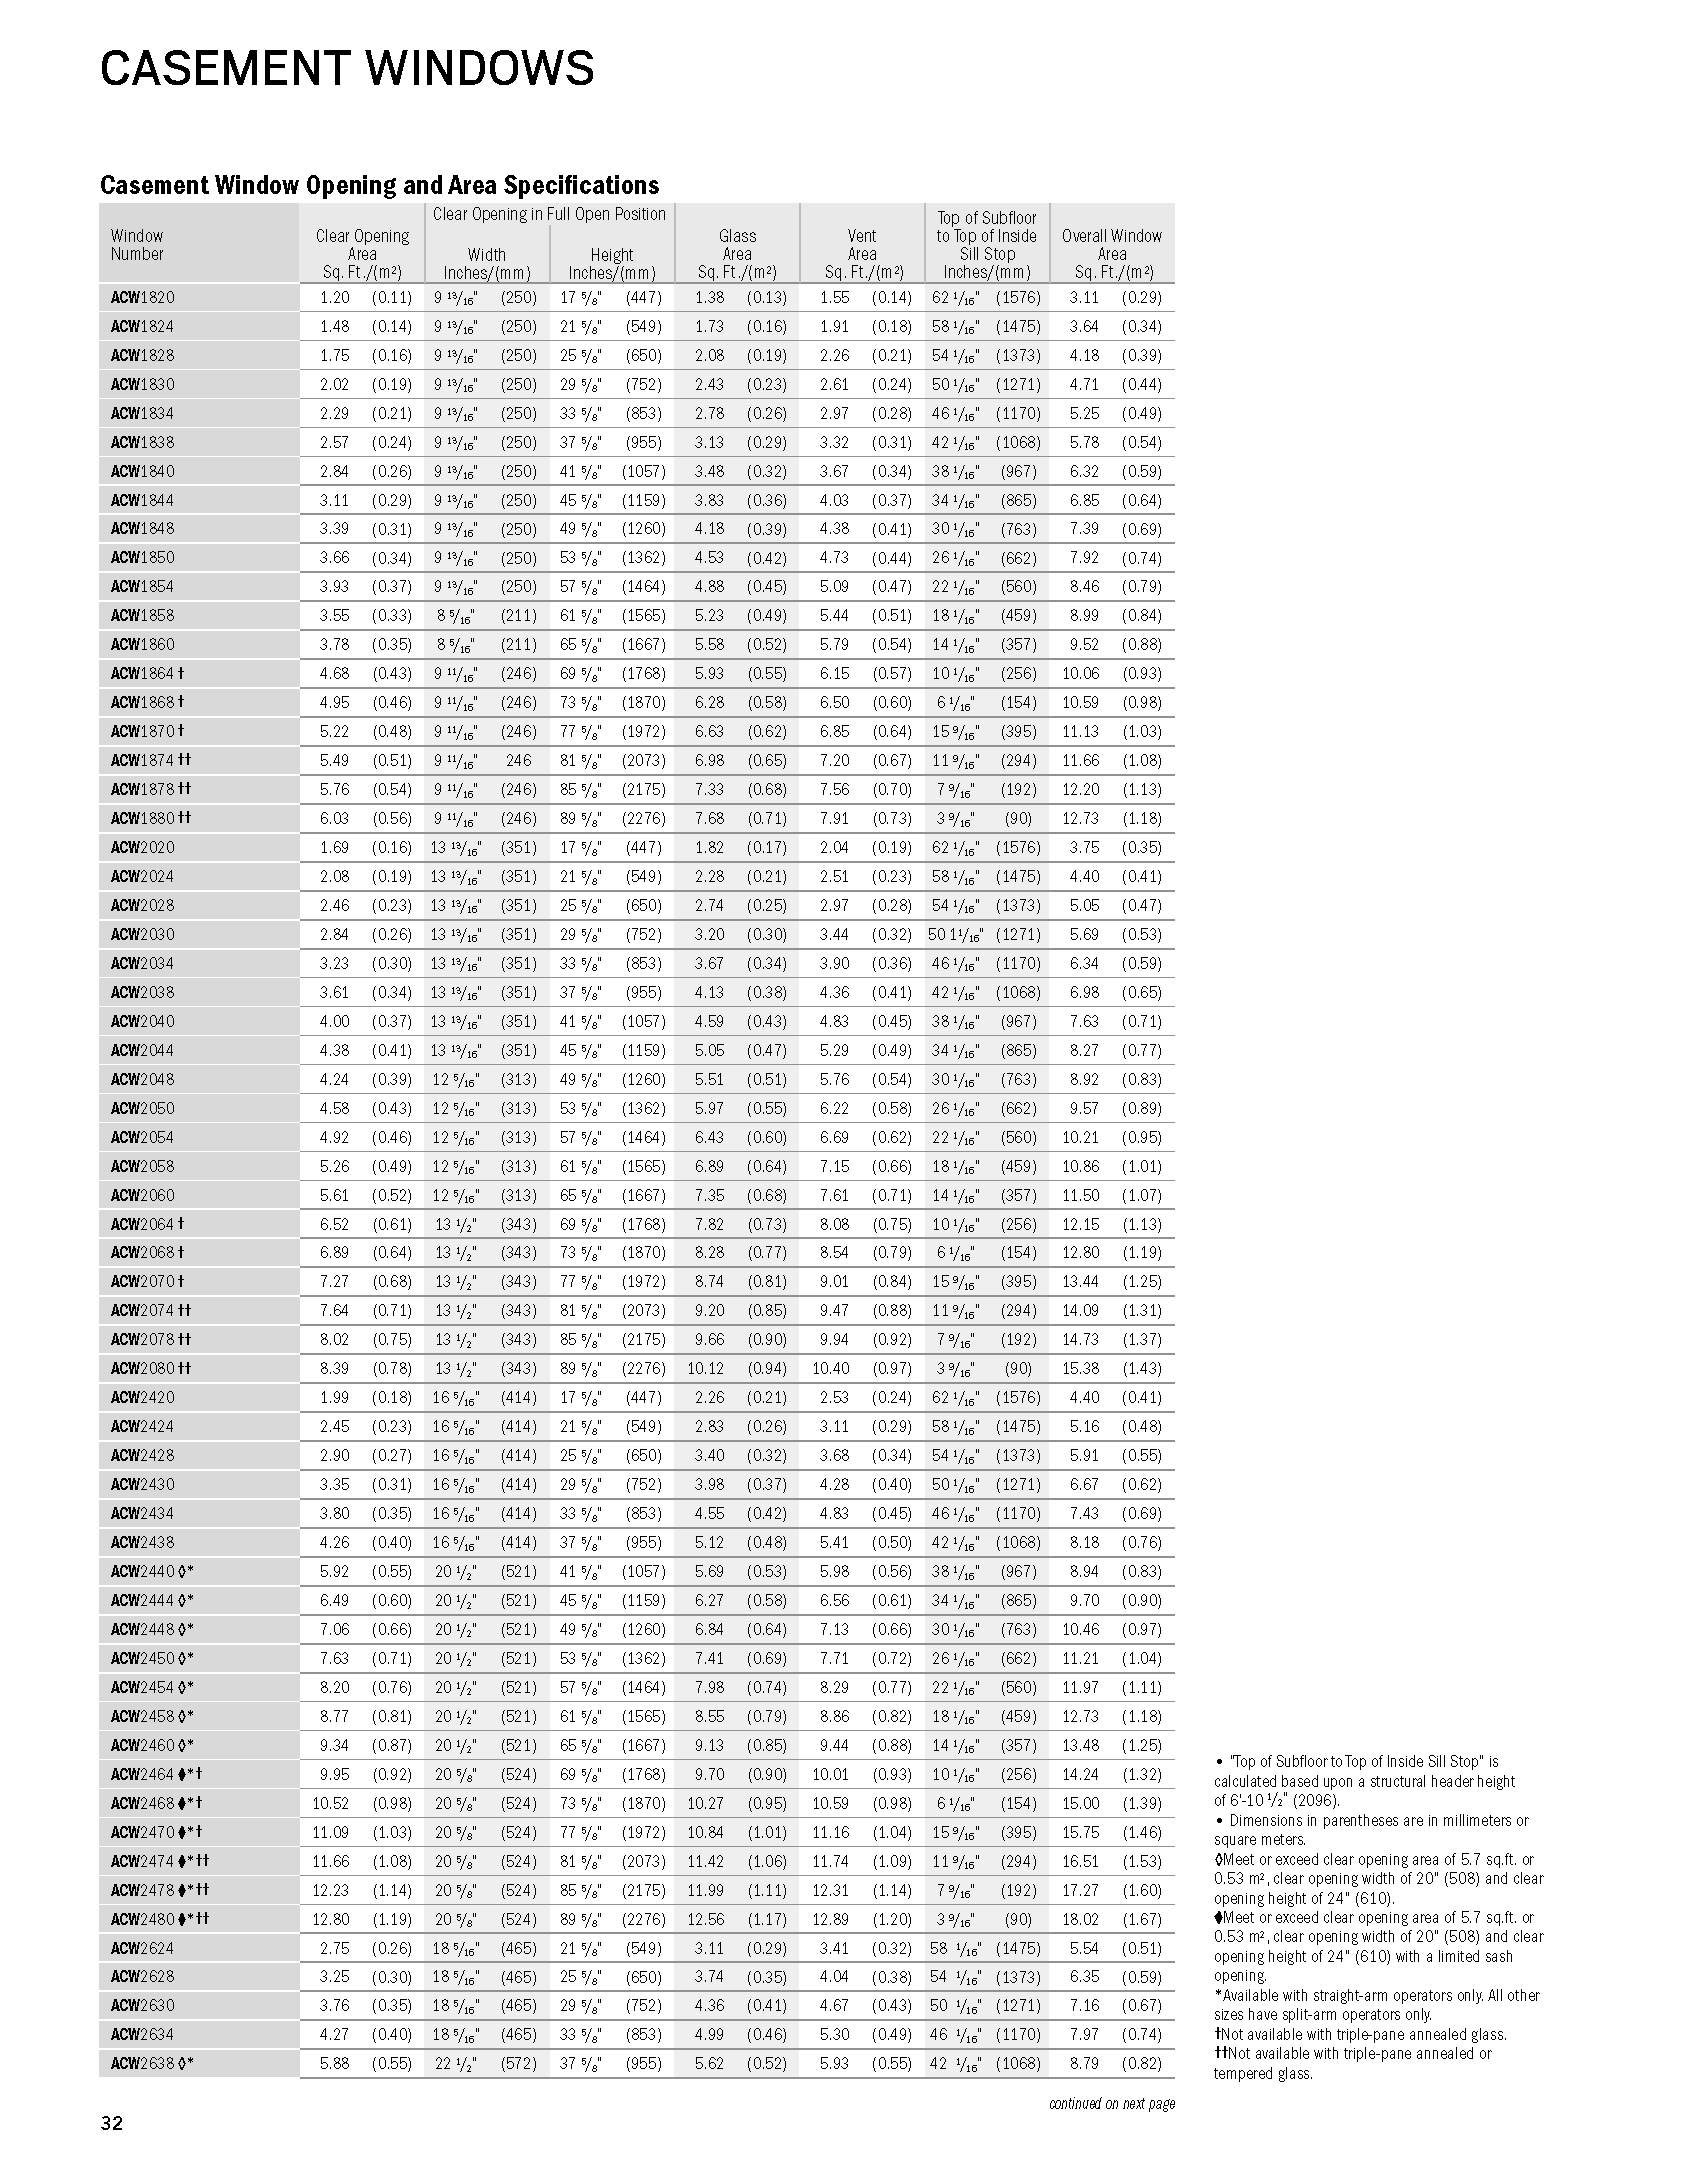 CASEMENT WINDOWS
Casement Window Opening and Area Specifications
Window Number | Clear Opening Area Sq. Ft./(m²) | Clear Opening in Full Open Position Width Inches/(mm) | Height Inches/(mm) | Glass Area Sq. Ft./(m²) | Vent Area Sq. Ft./(m²) | Top of Subfloor to Top of Inside Sill Stop Inches/(mm) | Overall Window Area Sq. Ft./(m²)
ACW1820 1.20 (0.11) 9 13/16" (250) 17 5/8" (447) 1.38 (0.13) 1.55 (0.14) 62 1/16" (1576) 3.11 (0.29)
ACW1824 1.48 (0.14) 9 13/16" (250) 21 5/8" (549) 1.73 (0.16) 1.91 (0.18) 58 1/16" (1475) 3.64 (0.34)
ACW1828 1.75 (0.16) 9 13/16" (250) 25 5/8" (650) 2.08 (0.19) 2.26 (0.21) 54 1/16" (1373) 4.18 (0.39)
ACW1830 2.02 (0.19) 9 13/16" (250) 29 5/8" (752) 2.43 (0.23) 2.61 (0.24) 50 1/16" (1271) 4.71 (0.44)
ACW1834 2.29 (0.21) 9 13/16" (250) 33 5/8" (853) 2.78 (0.26) 2.97 (0.28) 46 1/16" (1170) 5.25 (0.49)
ACW1838 2.57 (0.24) 9 13/16" (250) 37 5/8" (955) 3.13 (0.29) 3.32 (0.31) 42 1/16" (1068) 5.78 (0.54)
ACW1840 2.84 (0.26) 9 13/16" (250) 41 5/8" (1057) 3.48 (0.32) 3.67 (0.34) 38 1/16" (967) 6.32 (0.59)
ACW1844 3.11 (0.29) 9 13/16" (250) 45 5/8" (1159) 3.83 (0.36) 4.03 (0.37) 34 1/16" (865) 6.85 (0.64)
ACW1848 3.39 (0.31) 9 13/16" (250) 49 5/8" (1260) 4.18 (0.39) 4.38 (0.41) 30 1/16" (763) 7.39 (0.69)
ACW1850 3.66 (0.34) 9 13/16" (250) 53 5/8" (1362) 4.53 (0.42) 4.73 (0.44) 26 1/16" (662) 7.92 (0.74)
ACW1854 3.93 (0.37) 9 13/16" (250) 57 5/8" (1464) 4.88 (0.45) 5.09 (0.47) 22 1/16" (560) 8.46 (0.79)
ACW1858 3.55 (0.33) 8 5/16" (211) 61 5/8" (1565) 5.23 (0.49) 5.44 (0.51) 18 1/16" (459) 8.99 (0.84)
ACW1860 3.78 (0.35) 8 5/16" (211) 65 5/8" (1667) 5.58 (0.52) 5.79 (0.54) 14 1/16" (357) 9.52 (0.88)
ACW1864 † 4.68 (0.43) 9 11/16" (246) 69 5/8" (1768) 5.93 (0.55) 6.15 (0.57) 10 1/16" (256) 10.06 (0.93)
ACW1868 † 4.95 (0.46) 9 11/16" (246) 73 5/8" (1870) 6.28 (0.58) 6.50 (0.60) 6 1/16" (154) 10.59 (0.98)
ACW1870 † 5.22 (0.48) 9 11/16" (246) 77 5/8" (1972) 6.63 (0.62) 6.85 (0.64) 15 9/16" (395) 11.13 (1.03)
ACW1874 †† 5.49 (0.51) 9 11/16" 246 81 5/8" (2073) 6.98 (0.65) 7.20 (0.67) 11 9/16" (294) 11.66 (1.08)
ACW1878 †† 5.76 (0.54) 9 11/16" (246) 85 5/8" (2175) 7.33 (0.68) 7.56 (0.70) 7 9/16" (192) 12.20 (1.13)
ACW1880 †† 6.03 (0.56) 9 11/16" (246) 89 5/8" (2276) 7.68 (0.71) 7.91 (0.73) 3 9/16" (90) 12.73 (1.18)
ACW2020 1.69 (0.16) 13 13/16" (351) 17 5/8" (447) 1.82 (0.17) 2.04 (0.19) 62 1/16" (1576) 3.75 (0.35)
ACW2024 2.08 (0.19) 13 13/16" (351) 21 5/8" (549) 2.28 (0.21) 2.51 (0.23) 58 1/16" (1475) 4.40 (0.41)
ACW2028 2.46 (0.23) 13 13/16" (351) 25 5/8" (650) 2.74 (0.25) 2.97 (0.28) 54 1/16" (1373) 5.05 (0.47)
ACW2030 2.84 (0.26) 13 13/16" (351) 29 5/8" (752) 3.20 (0.30) 3.44 (0.32) 50 11/16" (1271) 5.69 (0.53)
ACW2034 3.23 (0.30) 13 13/16" (351) 33 5/8" (853) 3.67 (0.34) 3.90 (0.36) 46 1/16" (1170) 6.34 (0.59)
ACW2038 3.61 (0.34) 13 13/16" (351) 37 5/8" (955) 4.13 (0.38) 4.36 (0.41) 42 1/16" (1068) 6.98 (0.65)
ACW2040 4.00 (0.37) 13 13/16" (351) 41 5/8" (1057) 4.59 (0.43) 4.83 (0.45) 38 1/16" (967) 7.63 (0.71)
ACW2044 4.38 (0.41) 13 13/16" (351) 45 5/8" (1159) 5.05 (0.47) 5.29 (0.49) 34 1/16" (865) 8.27 (0.77)
ACW2048 4.24 (0.39) 12 5/16" (313) 49 5/8" (1260) 5.51 (0.51) 5.76 (0.54) 30 1/16" (763) 8.92 (0.83)
ACW2050 4.58 (0.43) 12 5/16" (313) 53 5/8" (1362) 5.97 (0.55) 6.22 (0.58) 26 1/16" (662) 9.57 (0.89)
ACW2054 4.92 (0.46) 12 5/16" (313) 57 5/8" (1464) 6.43 (0.60) 6.69 (0.62) 22 1/16" (560) 10.21 (0.95)
ACW2058 5.26 (0.49) 12 5/16" (313) 61 5/8" (1565) 6.89 (0.64) 7.15 (0.66) 18 1/16" (459) 10.86 (1.01)
ACW2060 5.61 (0.52) 12 5/16" (313) 65 5/8" (1667) 7.35 (0.68) 7.61 (0.71) 14 1/16" (357) 11.50 (1.07)
ACW2064 † 6.52 (0.61) 13 1/2" (343) 69 5/8" (1768) 7.82 (0.73) 8.08 (0.75) 10 1/16" (256) 12.15 (1.13)
ACW2068 † 6.89 (0.64) 13 1/2" (343) 73 5/8" (1870) 8.28 (0.77) 8.54 (0.79) 6 1/16" (154) 12.80 (1.19)
ACW2070 † 7.27 (0.68) 13 1/2" (343) 77 5/8" (1972) 8.74 (0.81) 9.01 (0.84) 15 9/16" (395) 13.44 (1.25)
ACW2074 †† 7.64 (0.71) 13 1/2" (343) 81 5/8" (2073) 9.20 (0.85) 9.47 (0.88) 11 9/16" (294) 14.09 (1.31)
ACW2078 †† 8.02 (0.75) 13 1/2" (343) 85 5/8" (2175) 9.66 (0.90) 9.94 (0.92) 7 9/16" (192) 14.73 (1.37)
ACW2080 †† 8.39 (0.78) 13 1/2" (343) 89 5/8" (2276) 10.12 (0.94) 10.40 (0.97) 3 9/16" (90) 15.38 (1.43)
ACW2420 1.99 (0.18) 16 5/16" (414) 17 5/8" (447) 2.26 (0.21) 2.53 (0.24) 62 1/16" (1576) 4.40 (0.41)
ACW2424 2.45 (0.23) 16 5/16" (414) 21 5/8" (549) 2.83 (0.26) 3.11 (0.29) 58 1/16" (1475) 5.16 (0.48)
ACW2428 2.90 (0.27) 16 5/16" (414) 25 5/8" (650) 3.40 (0.32) 3.68 (0.34) 54 1/16" (1373) 5.91 (0.55)
ACW2430 3.35 (0.31) 16 5/16" (414) 29 5/8" (752) 3.98 (0.37) 4.28 (0.40) 50 1/16" (1271) 6.67 (0.62)
ACW2434 3.80 (0.35) 16 5/16" (414) 33 5/8" (853) 4.55 (0.42) 4.83 (0.45) 46 1/16" (1170) 7.43 (0.69)
ACW2438 4.26 (0.40) 16 5/16" (414) 37 5/8" (955) 5.12 (0.48) 5.41 (0.50) 42 1/16" (1068) 8.18 (0.76)
ACW2440 ◊* 5.92 (0.55) 20 1/2" (521) 41 5/8" (1057) 5.69 (0.53) 5.98 (0.56) 38 1/16" (967) 8.94 (0.83)
ACW2444 ◊* 6.49 (0.60) 20 1/2" (521) 45 5/8" (1159) 6.27 (0.58) 6.56 (0.61) 34 1/16" (865) 9.70 (0.90)
ACW2448 ◊* 7.06 (0.66) 20 1/2" (521) 49 5/8" (1260) 6.84 (0.64) 7.13 (0.66) 30 1/16" (763) 10.46 (0.97)
ACW2450 ◊* 7.63 (0.71) 20 1/2" (521) 53 5/8" (1362) 7.41 (0.69) 7.71 (0.72) 26 1/16" (662) 11.21 (1.04)
ACW2454 ◊* 8.20 (0.76) 20 1/2" (521) 57 5/8" (1464) 7.98 (0.74) 8.29 (0.77) 22 1/16" (560) 11.97 (1.11)
ACW2458 ◊* 8.77 (0.81) 20 1/2" (521) 61 5/8" (1565) 8.55 (0.79) 8.86 (0.82) 18 1/16" (459) 12.73 (1.18)
ACW2460 ◊* 9.34 (0.87) 20 1/2" (521) 65 5/8" (1667) 9.13 (0.85) 9.44 (0.88) 14 1/16" (357) 13.48 (1.25)
ACW2464 ♦*† 9.95 (0.92) 20 5/8" (524) 69 5/8" (1768) 9.70 (0.90) 10.01 (0.93) 10 1/16" (256) 14.24 (1.32)
ACW2468 ♦*† 10.52 (0.98) 20 5/8" (524) 73 5/8" (1870) 10.27 (0.95) 10.59 (0.98) 6 1/16" (154) 15.00 (1.39)
ACW2470 ♦*† 11.09 (1.03) 20 5/8" (524) 77 5/8" (1972) 10.84 (1.01) 11.16 (1.04) 15 9/16" (395) 15.75 (1.46)
ACW2474 ♦*†† 11.66 (1.08) 20 5/8" (524) 81 5/8" (2073) 11.42 (1.06) 11.74 (1.09) 11 9/16" (294) 16.51 (1.53)
ACW2478 ♦*†† 12.23 (1.14) 20 5/8" (524) 85 5/8" (2175) 11.99 (1.11) 12.31 (1.14) 7 9/16" (192) 17.27 (1.60)
ACW2480 ♦*†† 12.80 (1.19) 20 5/8" (524) 89 5/8" (2276) 12.56 (1.17) 12.89 (1.20) 3 9/16" (90) 18.02 (1.67)
ACW2624 2.75 (0.26) 18 5/16" (465) 21 5/8" (549) 3.11 (0.29) 3.41 (0.32) 58 1/16" (1475) 5.54 (0.51)
ACW2628 3.25 (0.30) 18 5/16" (465) 25 5/8" (650) 3.74 (0.35) 4.04 (0.38) 54 1/16" (1373) 6.35 (0.59)
ACW2630 3.76 (0.35) 18 5/16" (465) 29 5/8" (752) 4.36 (0.41) 4.67 (0.43) 50 1/16" (1271) 7.16 (0.67)
ACW2634 4.27 (0.40) 18 5/16" (465) 33 5/8" (853) 4.99 (0.46) 5.30 (0.49) 46 1/16" (1170) 7.97 (0.74)
ACW2638 ◊* 5.88 (0.55) 22 1/2" (572) 37 5/8" (955) 5.62 (0.52) 5.93 (0.55) 42 1/16" (1068) 8.79 (0.82)
continued on next page
• "Top of Subfloor to Top of Inside Sill Stop" is
calculated based upon a structural header height
of 6'-10 1/2" (2096).
• Dimensions in parentheses are in millimeters or
square meters.
◊Meet or exceed clear opening area of 5.7 sq.ft. or
0.53 m², clear opening width of 20" (508) and clear
opening height of 24" (610).
♦Meet or exceed clear opening area of 5.7 sq.ft. or
0.53 m², clear opening width of 20" (508) and clear
opening height of 24" (610) with a limited sash
opening.
*Available with straight-arm operators only. All other
sizes have split-arm operators only.
†Not available with triple-pane annealed glass.
††Not available with triple-pane annealed or
tempered glass.
32